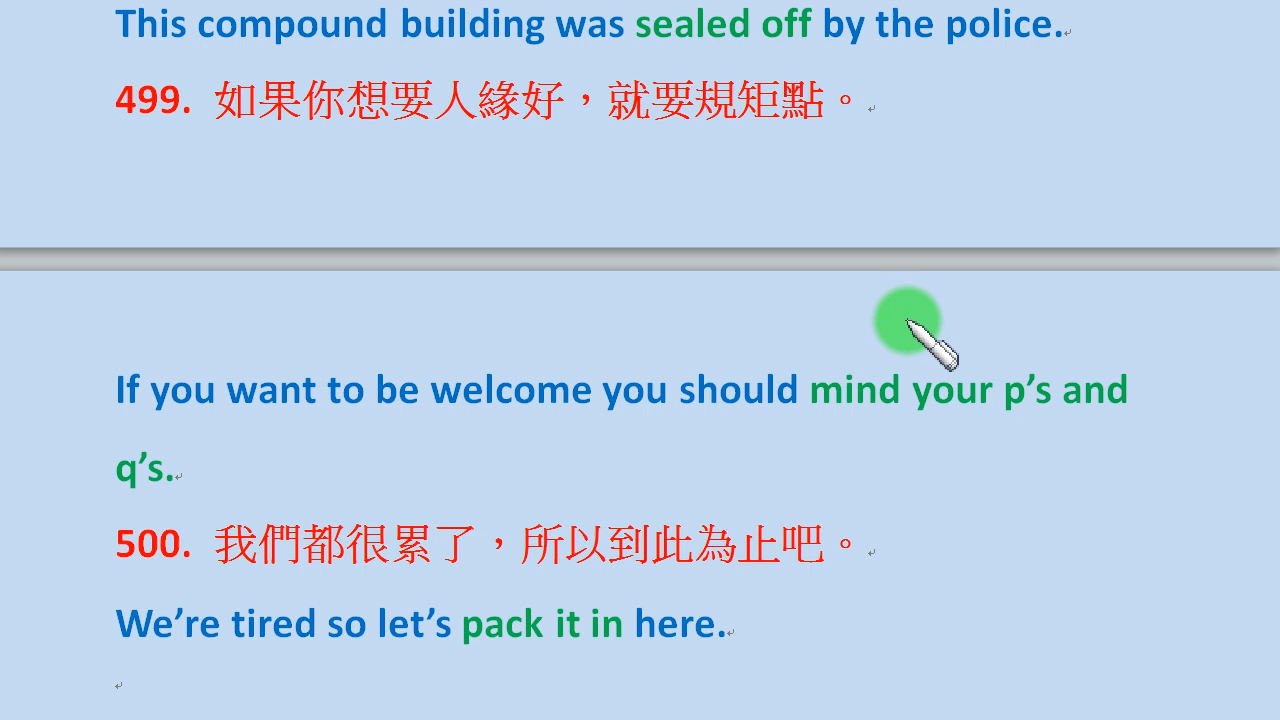 This compound building was sealed off by the police.
499. 如果你想要人緣好，就要規矩點。
If you want to be welcome you should mind your p’s and
q’s.
500. 我們都很累了，所以到此為止吧。
We’re tired so let’s pack it in here.